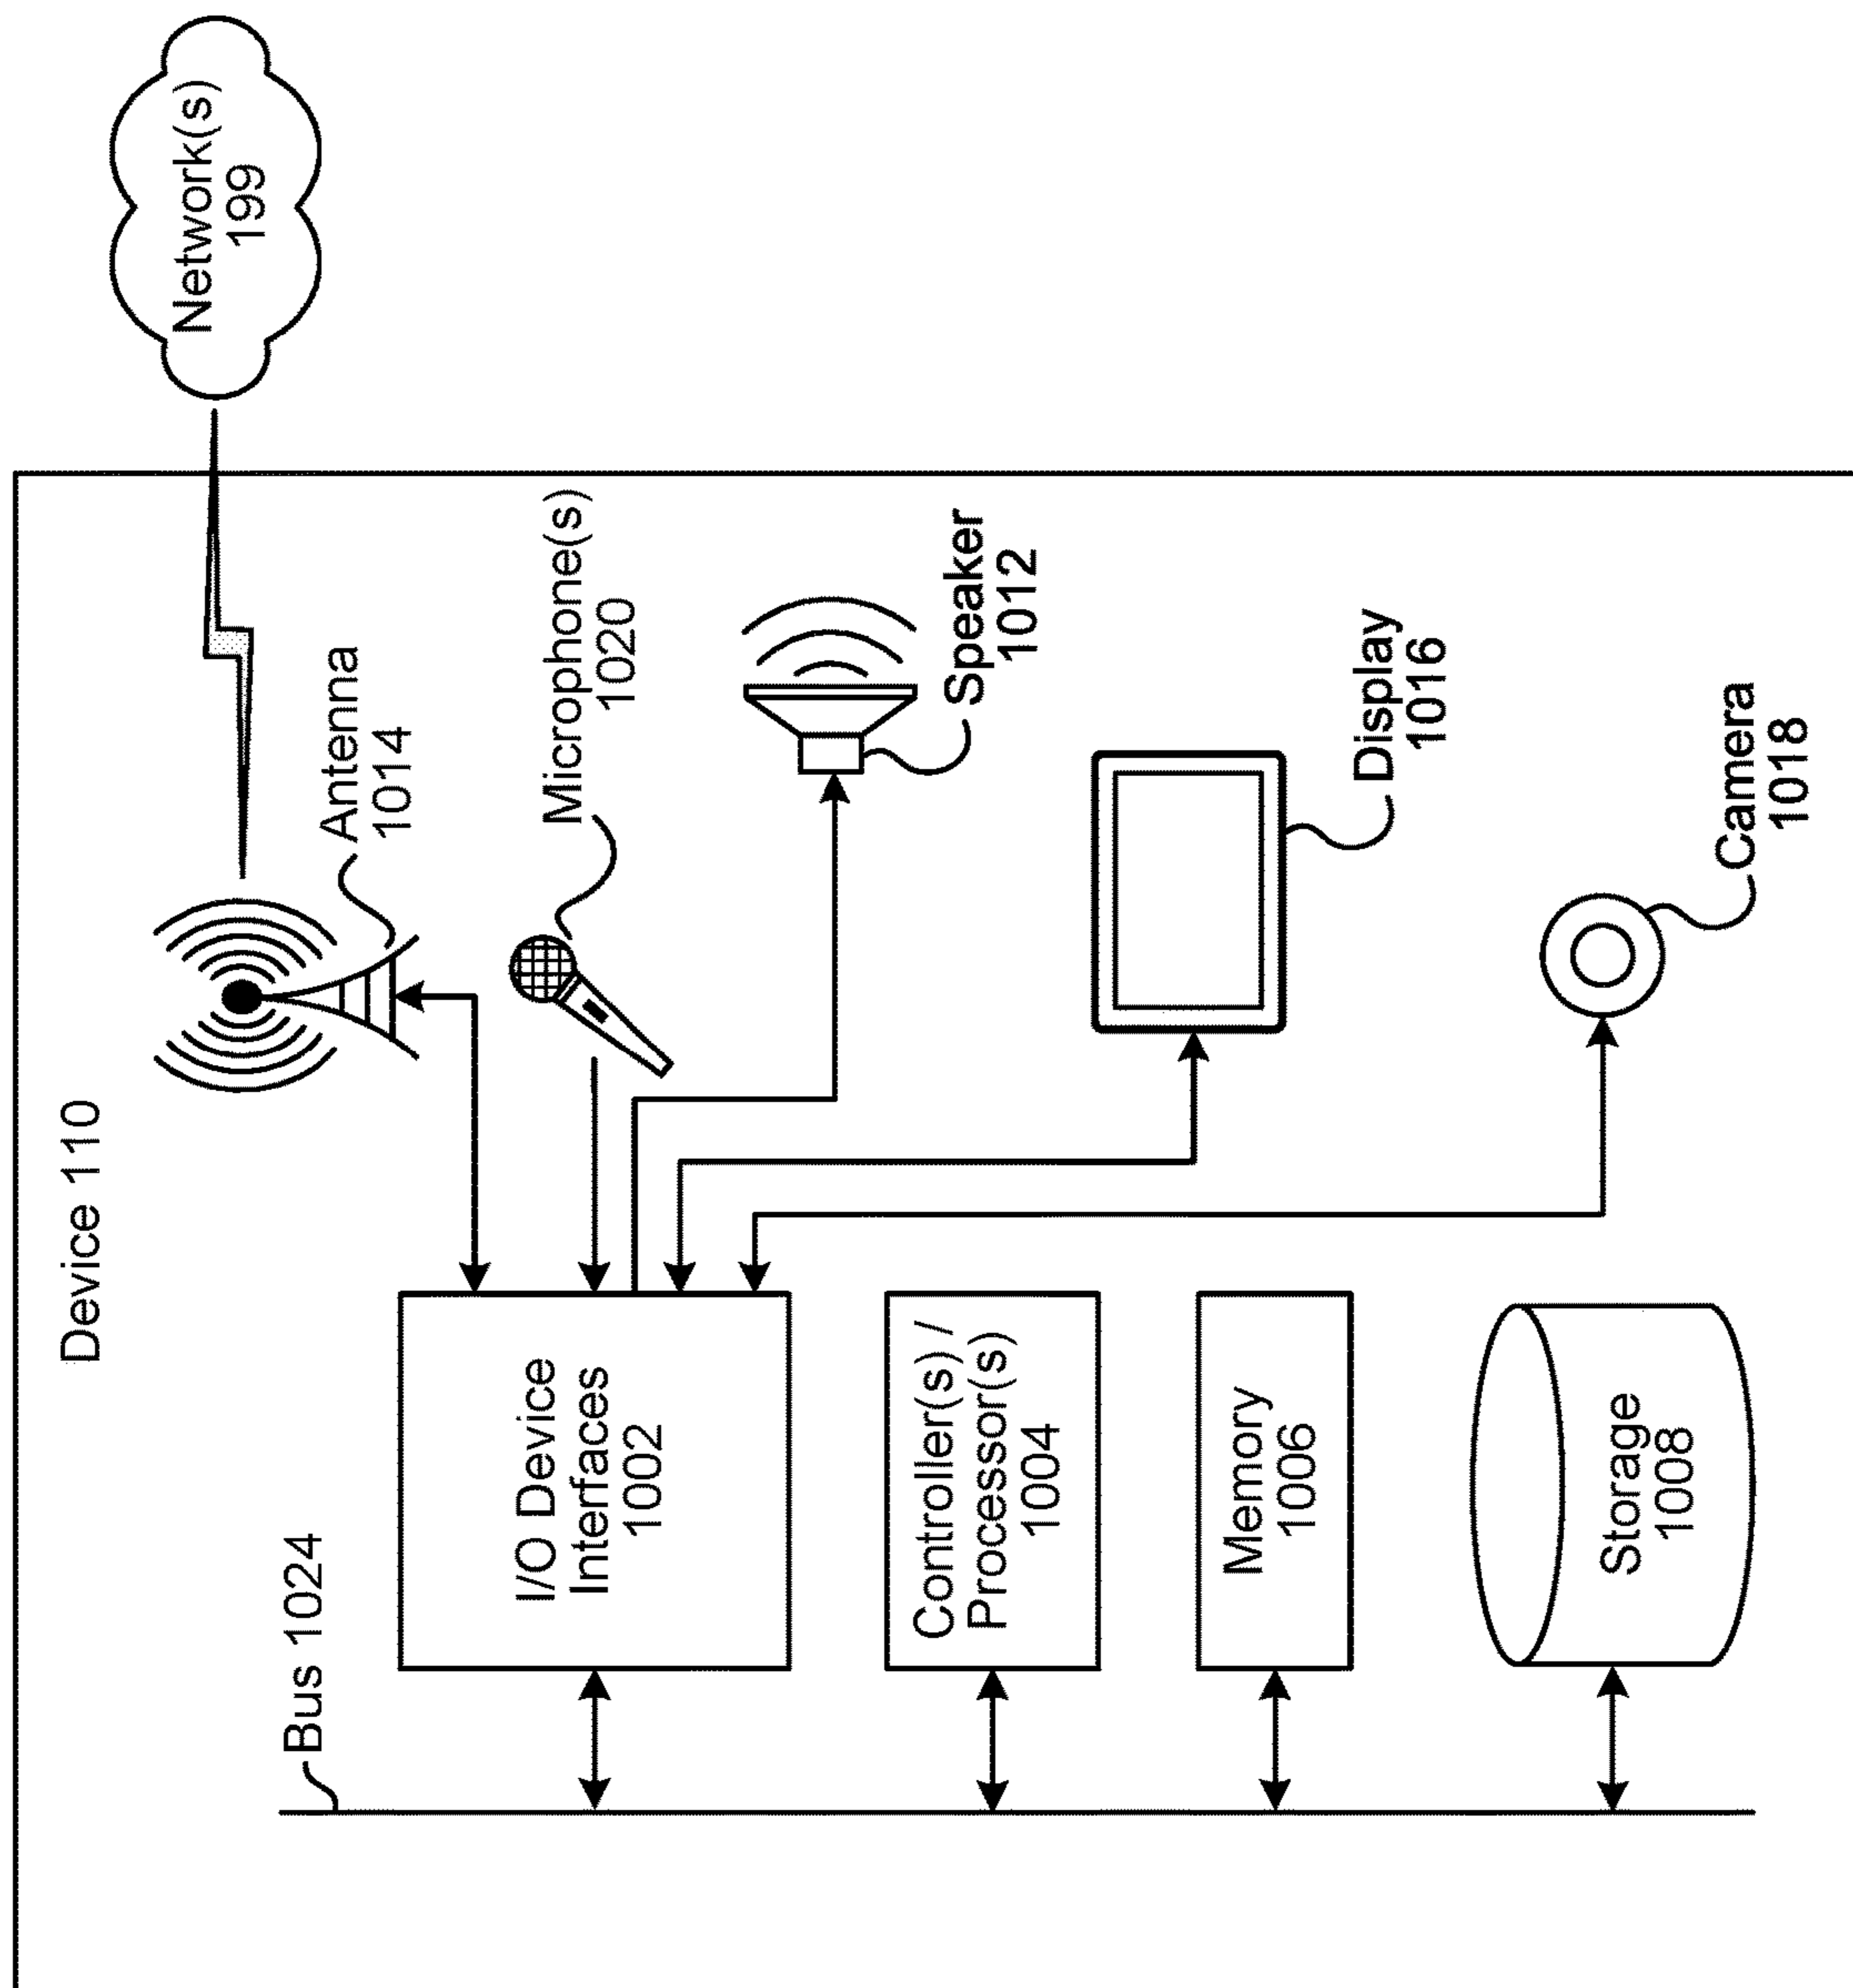 Device 110
Network(s)
199
Bus 1024
Antenna
1014
I/O Device
Interfaces
1002
Microphone(s)
1020
Speaker
1012
Controller(s) /
Processor(s)
1004
Display
1016
Memory
1006
Storage
1008
Camera
1018